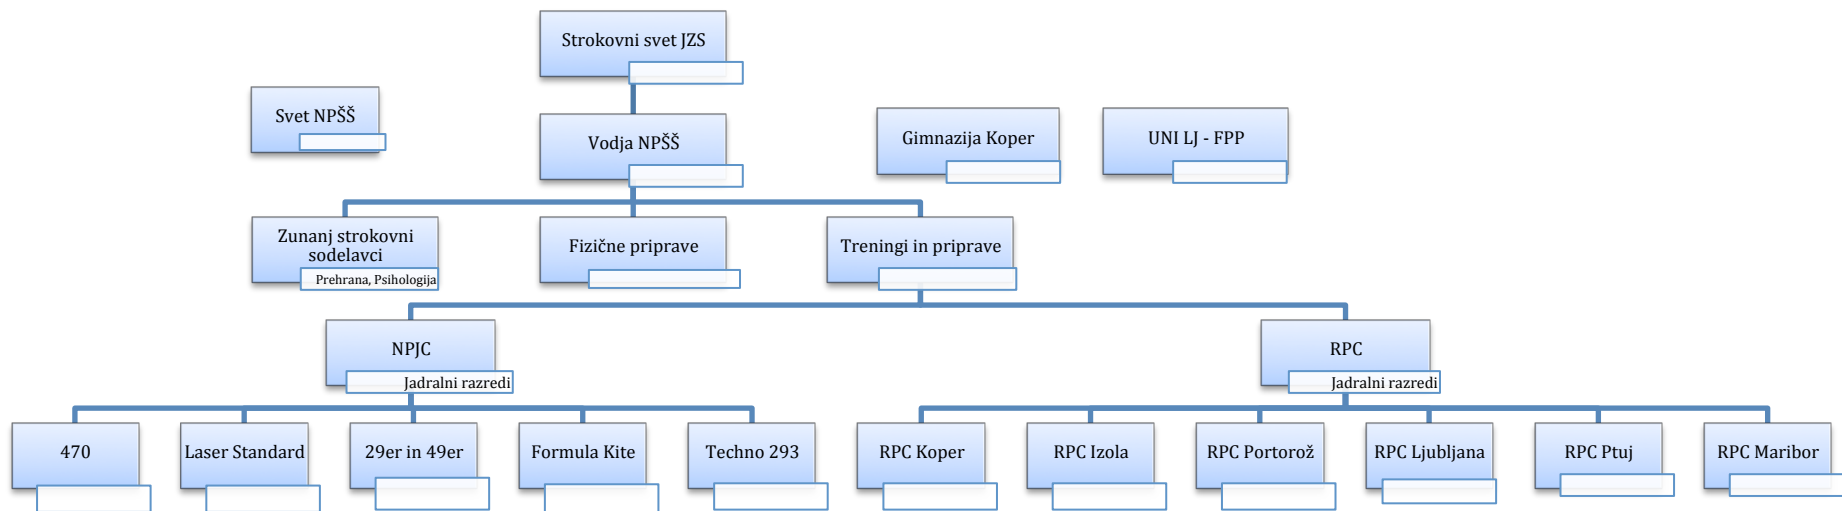 Strokovni svet JZS
Svet NPŠŠ
Vodja NPŠŠ
Gimnazija Koper
UNI LJ - FPP
Zunanj strokovni
sodelavci
Prehrana, Psihologija
Fizične priprave
Treningi in priprave
NPJC
Jadralni razredi
RPC
Jadralni razredi
470
Laser Standard
29er in 49er
Formula Kite
Techno 293
RPC Koper
RPC Izola
RPC Portorož
RPC Ljubljana
RPC Ptuj
RPC Maribor